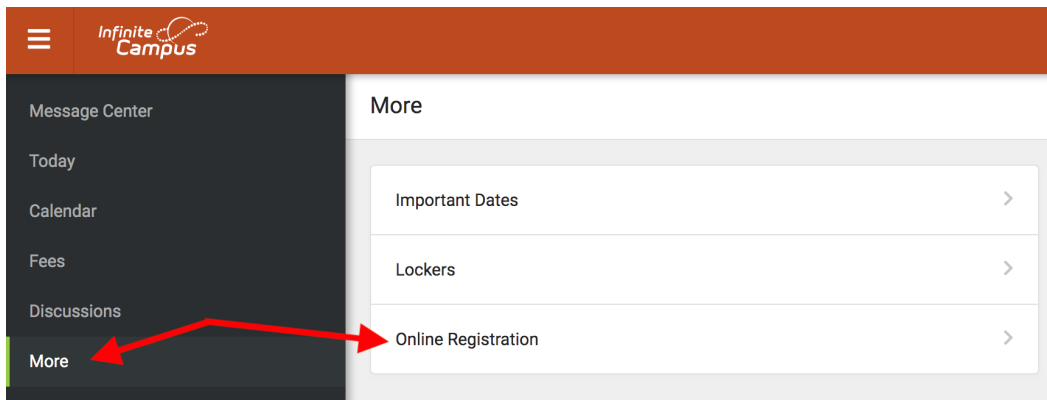 Infinite
Campus
Message Center
Today
Calendar
Fees
Discussions
More
More
Important Dates
Lockers
Online Registration